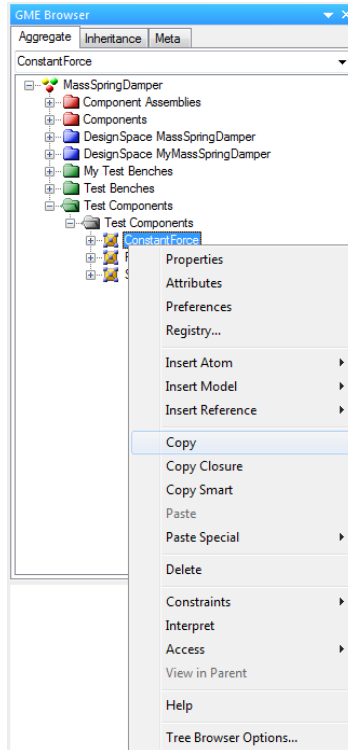 GME Browser
Aggregate Inheritance Meta
ConstantForce
MassSpringDamper
Component Assemblies
Components
DesignSpace MassSpringDamper
DesignSpace MyMassSpringDamper
My Test Benches
Test Benches
Test Components
Test Components
ConstantForce
Properties
Attributes
Preferences
Registry...
Insert Atom
Insert Model
Insert Reference
Copy
Copy Closure
Copy Smart
Paste
Paste Special
Delete
Constraints
Interpret
Access
View in Parent
Help
Tree Browser Options...